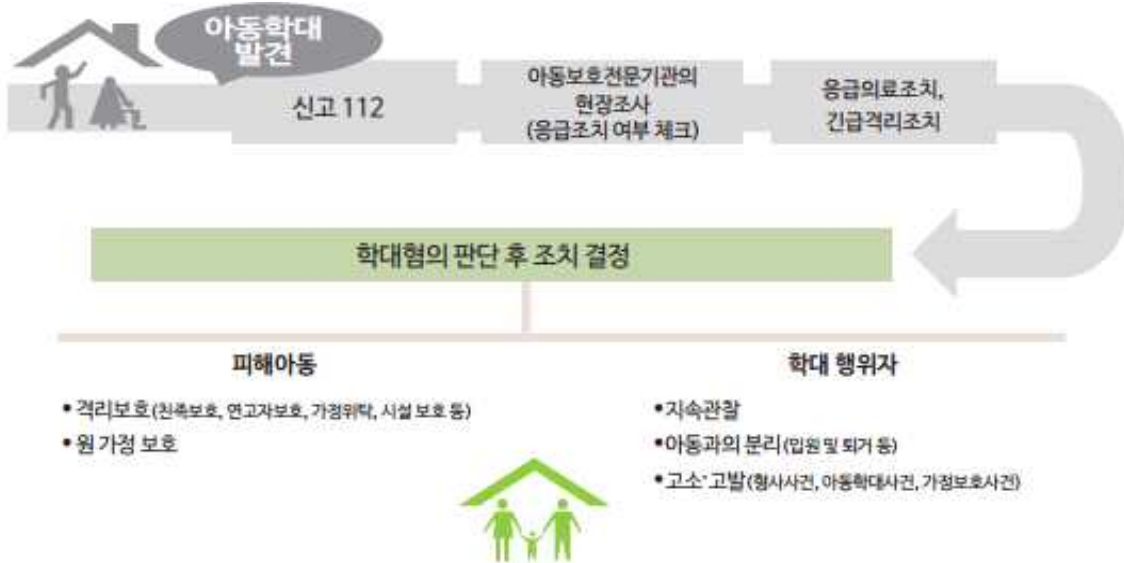 아동학대
발견
신고 112
아동보호전문기관의
현장조사
(응급조치 여부 체크)
응급의료조치,
긴급격리조치
학대혐의 판단 후 조치 결정
피해아동
• 격리보호(친족보호, 연고자보호, 가정위탁, 시설 보호 등)
• 원 가정 보호
학대 행위자
• 지속관찰
• 아동과의 분리(입원 및 퇴거 등)
• 고소·고발(형사사건, 아동학대사건, 가정보호사건)